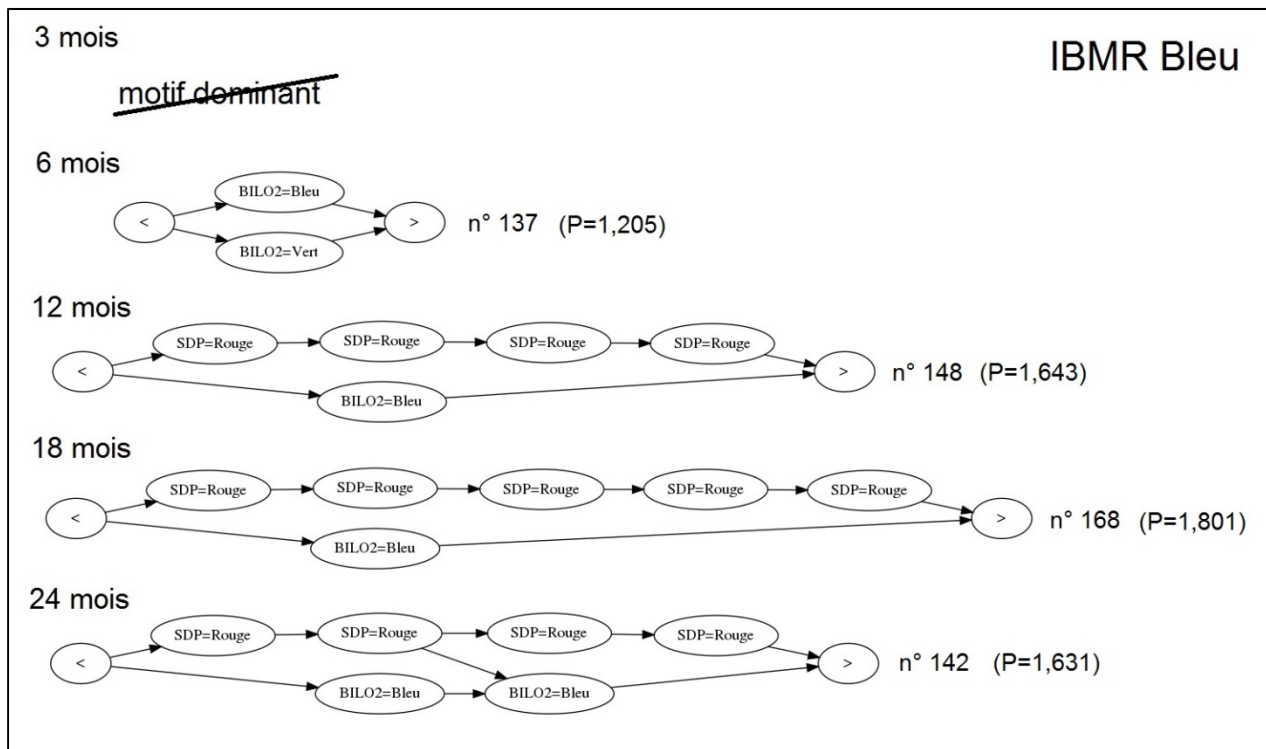 3 mois
IBMR Bleu
motif dominant
6 mois
BILO2=Bleu
< >
n° 137 (P=1,205)
BILO2=Vert
12 mois
SDP=Rouge SDP=Rouge SDP=Rouge SDP=Rouge
< >
n° 148 (P=1,643)
BILO2=Bleu
18 mois
SDP=Rouge SDP=Rouge SDP=Rouge SDP=Rouge SDP=Rouge
< >
n° 168 (P=1,801)
BILO2=Bleu
24 mois
SDP=Rouge SDP=Rouge SDP=Rouge SDP=Rouge
< >
n° 142 (P=1,631)
BILO2=Bleu BILO2=Bleu